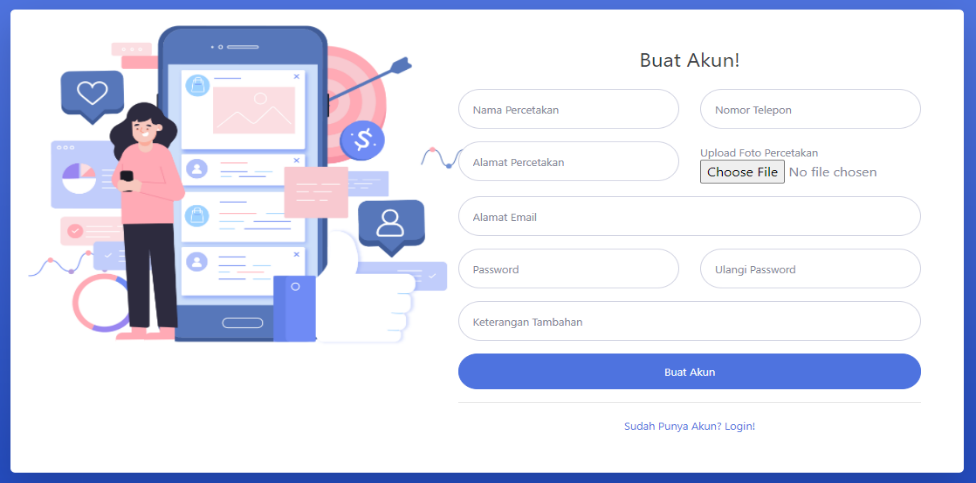 Buat Akun!
Nama Percetakan
Nomor Telepon
Alamat Percetakan
Upload Foto Percetakan
Choose File No file chosen
Alamat Email
Password
Ulangi Password
Keterangan Tambahan
Buat Akun
Sudah Punya Akun? Login!